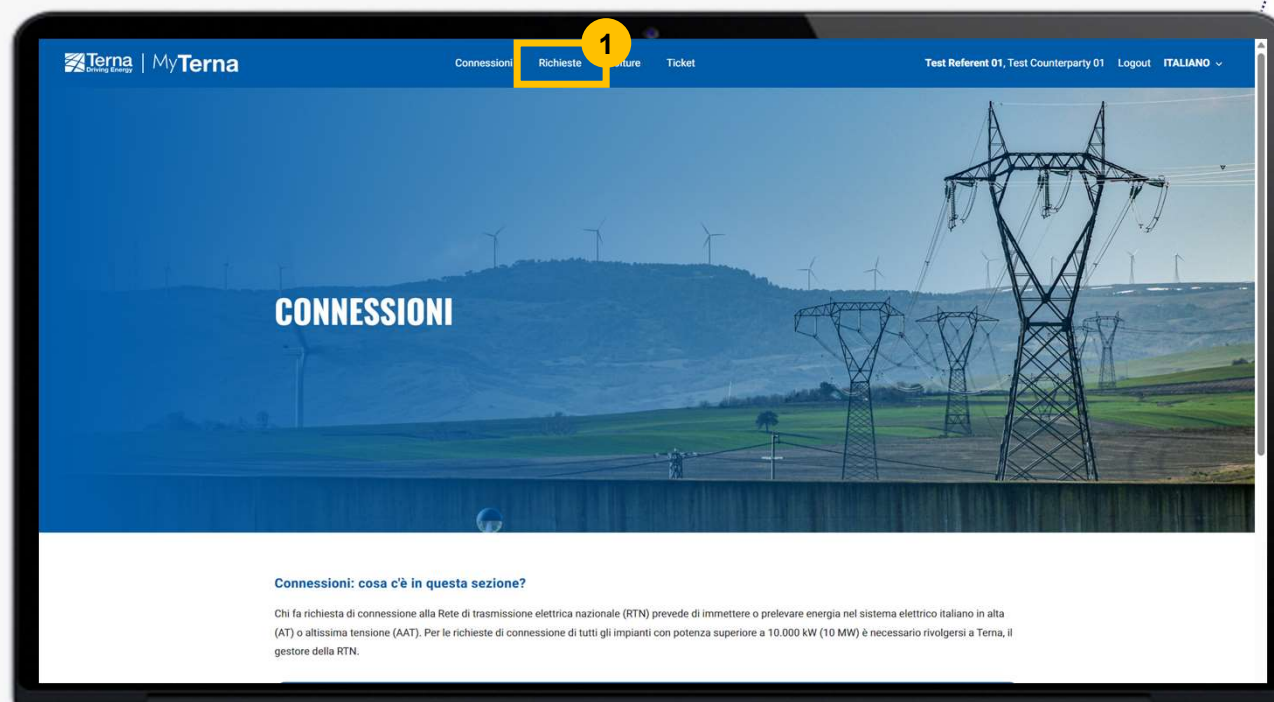 1
Terna
Driving Energy
MyTerna
Connessioni Richieste Ticket
Test Referent 01, Test Counterparty 01 Logout ITALIANO
CONNESSIONI
Connessioni: cosa c'è in questa sezione?
Chi fa richiesta di connessione alla Rete di trasmissione elettrica nazionale (RTN) prevede di immettere o prelevare energia nel sistema elettrico italiano in alta
(AT) o altissima tensione (AAT). Per le richieste di connessione di tutti gli impianti con potenza superiore a 10.000 kW (10 MW) è necessario rivolgersi a Terna, il
gestore della RTN.